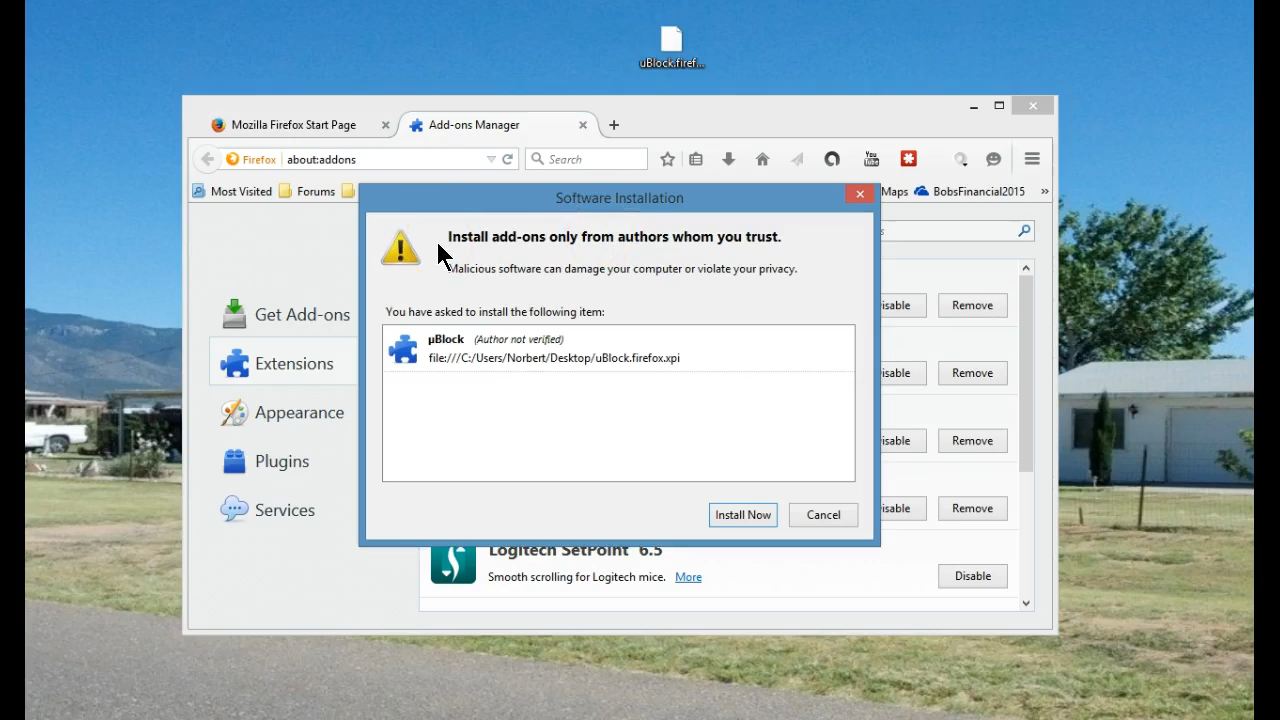 uBlock.firef...
Mozilla Firefox Start Page
Add-ons Manager
Firefox
about:addons
Search
You Tube
Most Visited
Forums
Maps
BobsFinancial2015
»
Software Installation
Install add-ons only from authors whom you trust.
Malicious software can damage your computer or violate your privacy.
You have asked to install the following item:
µBlock (Author not verified)
file:///C:/Users/Norbert/Desktop/uBlock.firefox.xpi
Install Now
Cancel
Get Add-ons
Extensions
Appearance
Plugins
Services
s
isable
Remove
isable
Remove
isable
Remove
isable
Remove
Logitech SetPoint 6.5
Smooth scrolling for Logitech mice. More
Disable